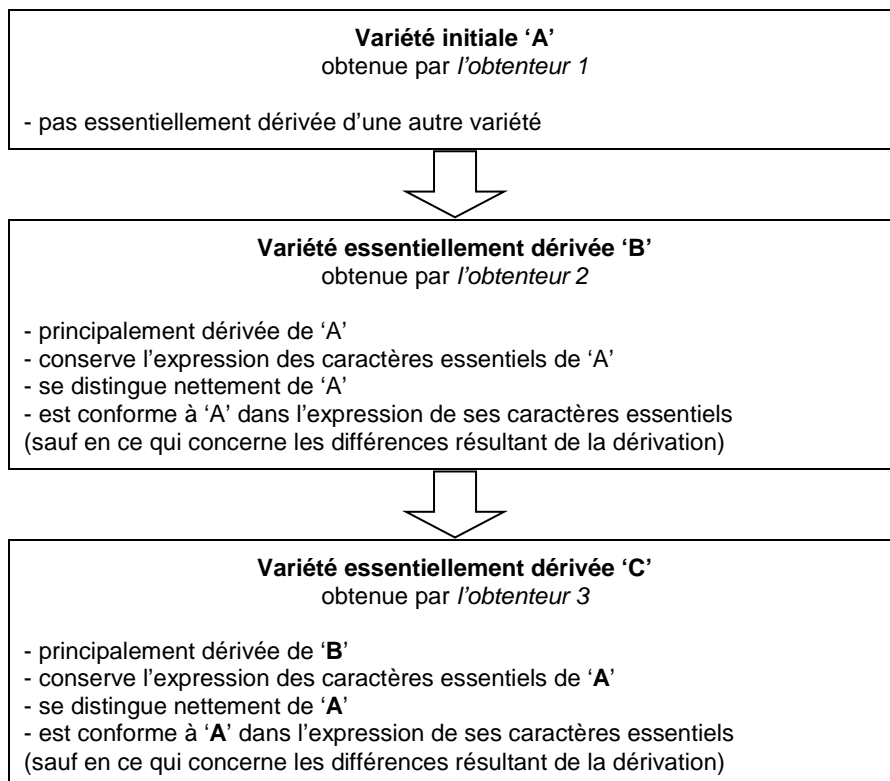 Variété initiale ‘A’
obtenue par l’obtenteur 1
- pas essentiellement dérivée d’une autre variété
Variété essentiellement dérivée ‘B’
obtenue par l’obtenteur 2
- principalement dérivée de ‘A’
- conserve l’expression des caractères essentiels de ‘A’
- se distingue nettement de ‘A’
- est conforme à ‘A’ dans l’expression de ses caractères essentiels
(sauf en ce qui concerne les différences résultant de la dérivation)
Variété essentiellement dérivée ‘C’
obtenue par l’obtenteur 3
- principalement dérivée de ‘B’
- conserve l’expression des caractères essentiels de ‘A’
- se distingue nettement de ‘A’
- est conforme à ‘A’ dans l’expression de ses caractères essentiels
(sauf en ce qui concerne les différences résultant de la dérivation)